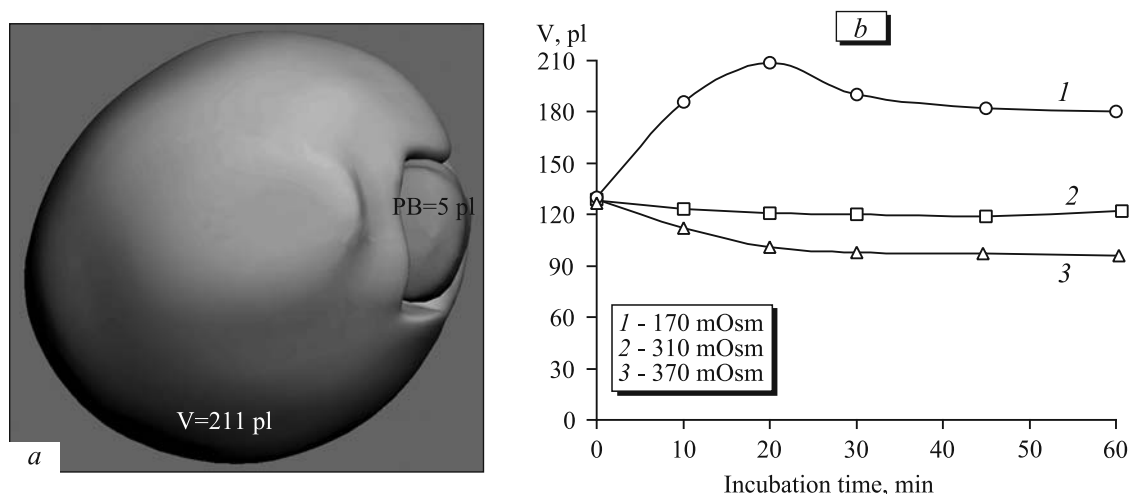 PB=5 pl
V=211 pl
a
V, pl
b
210
180
150
120
90
60
30
0
1
2
3
1 - 170 mOsm
2 - 310 mOsm
3 - 370 mOsm
0 10 20 30 40 50 60
Incubation time, min